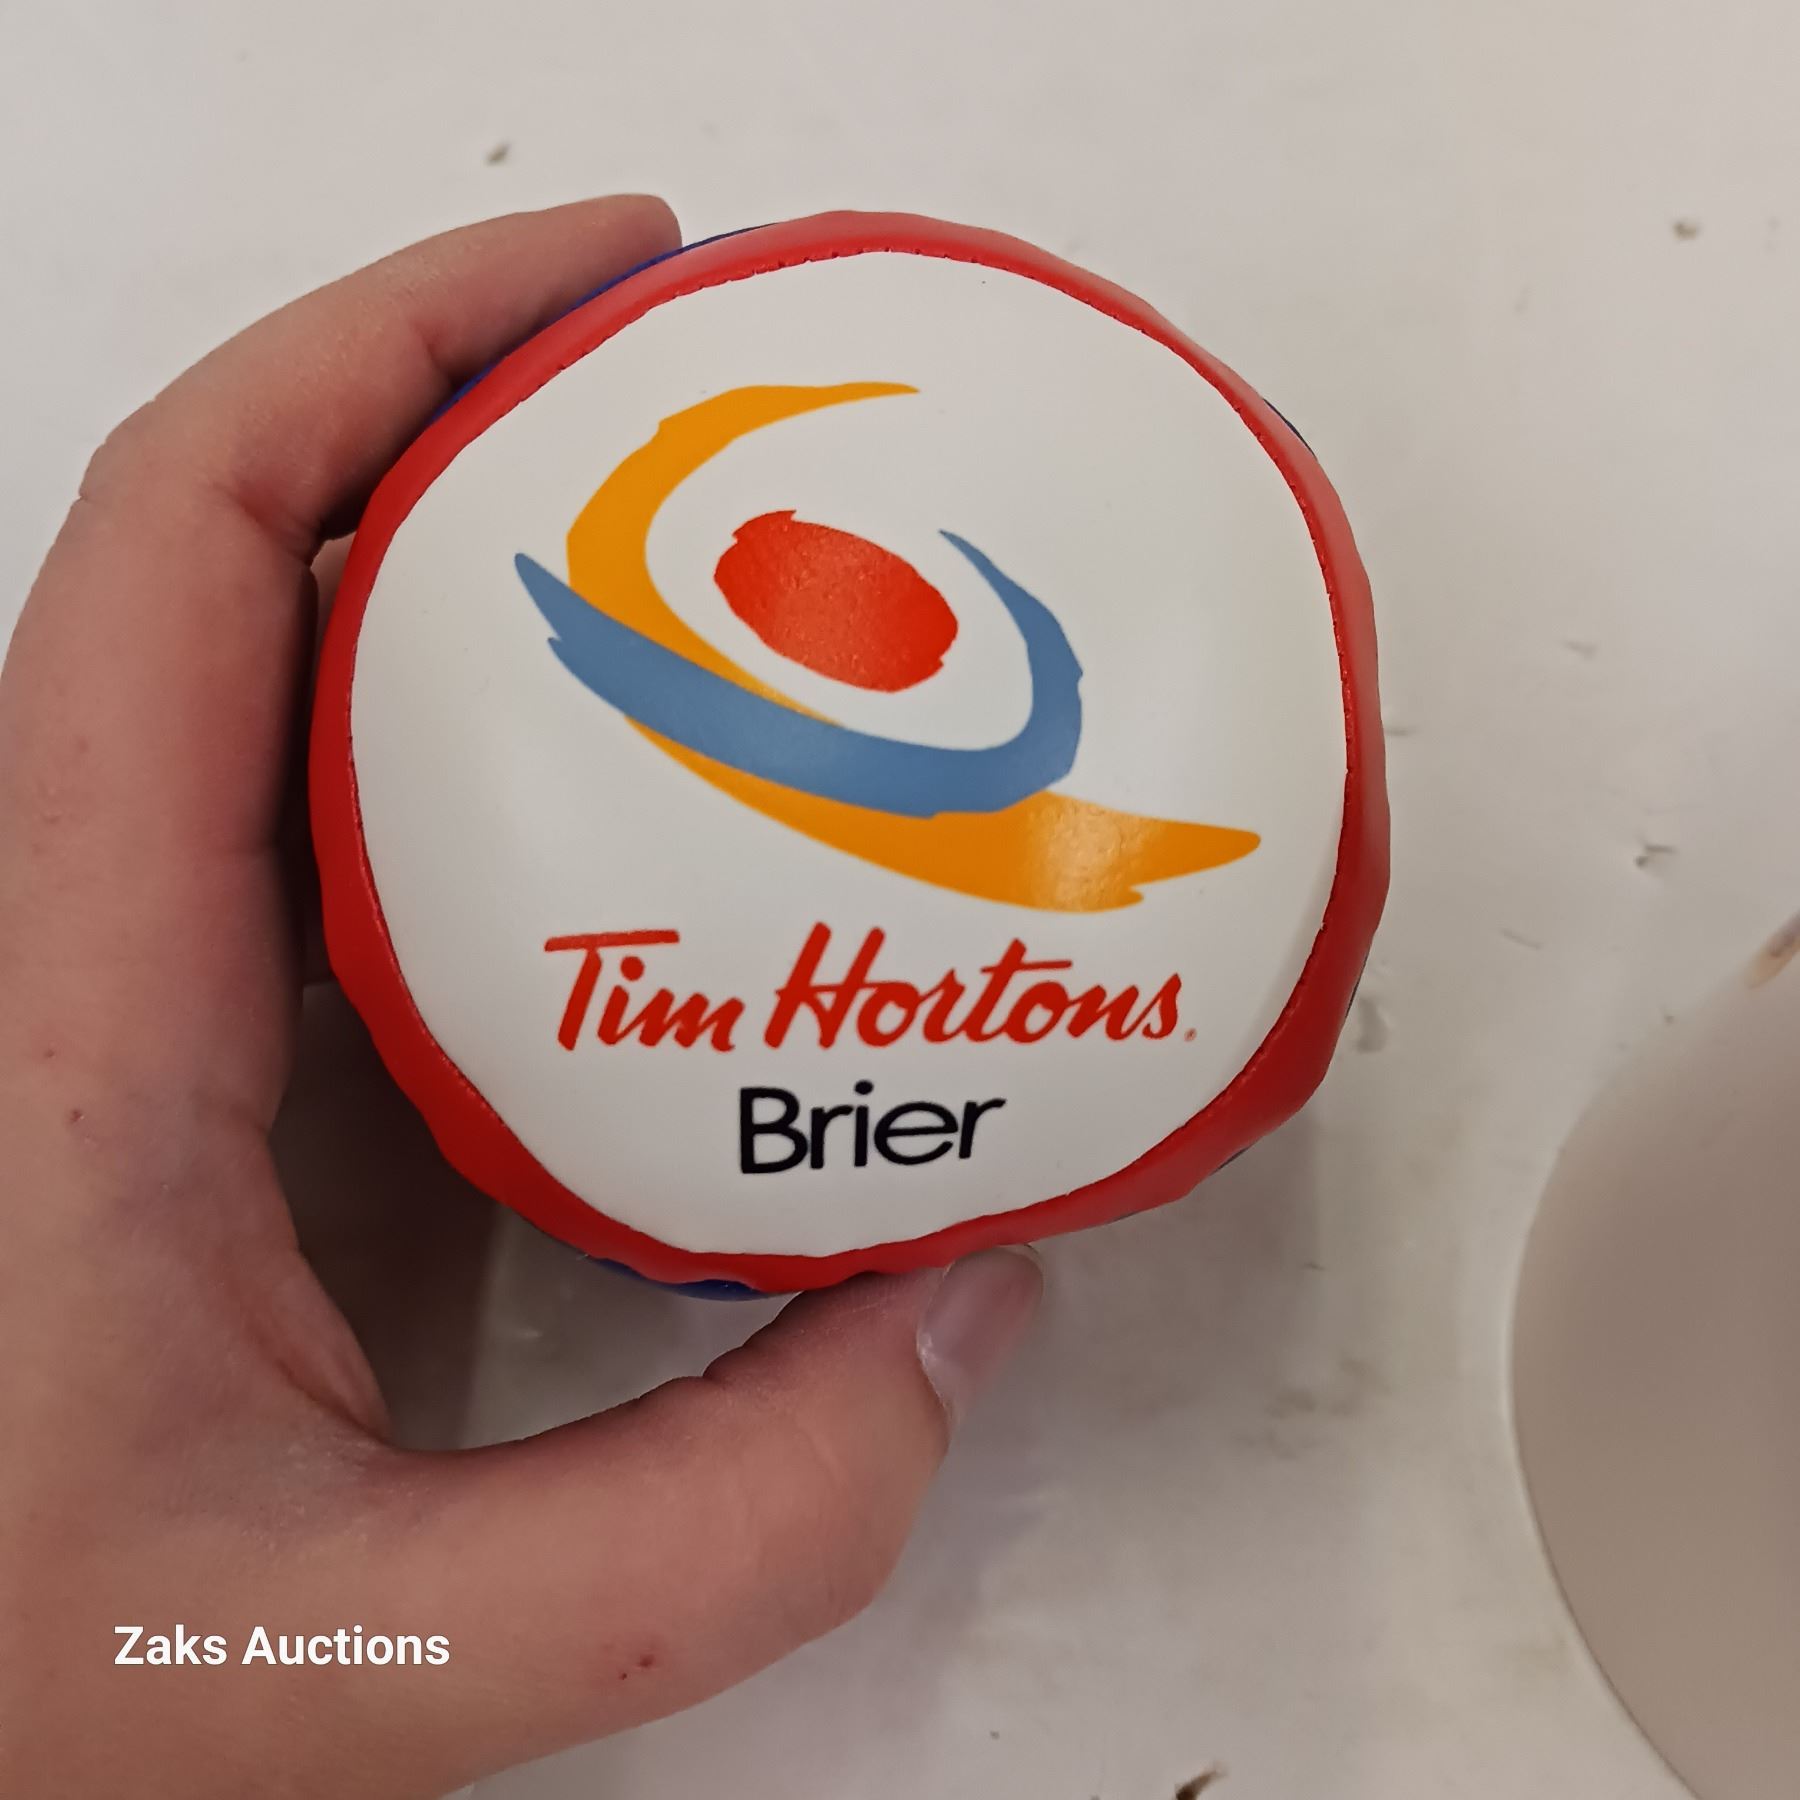 Tim Hortons.
Brier
Zaks Auctions